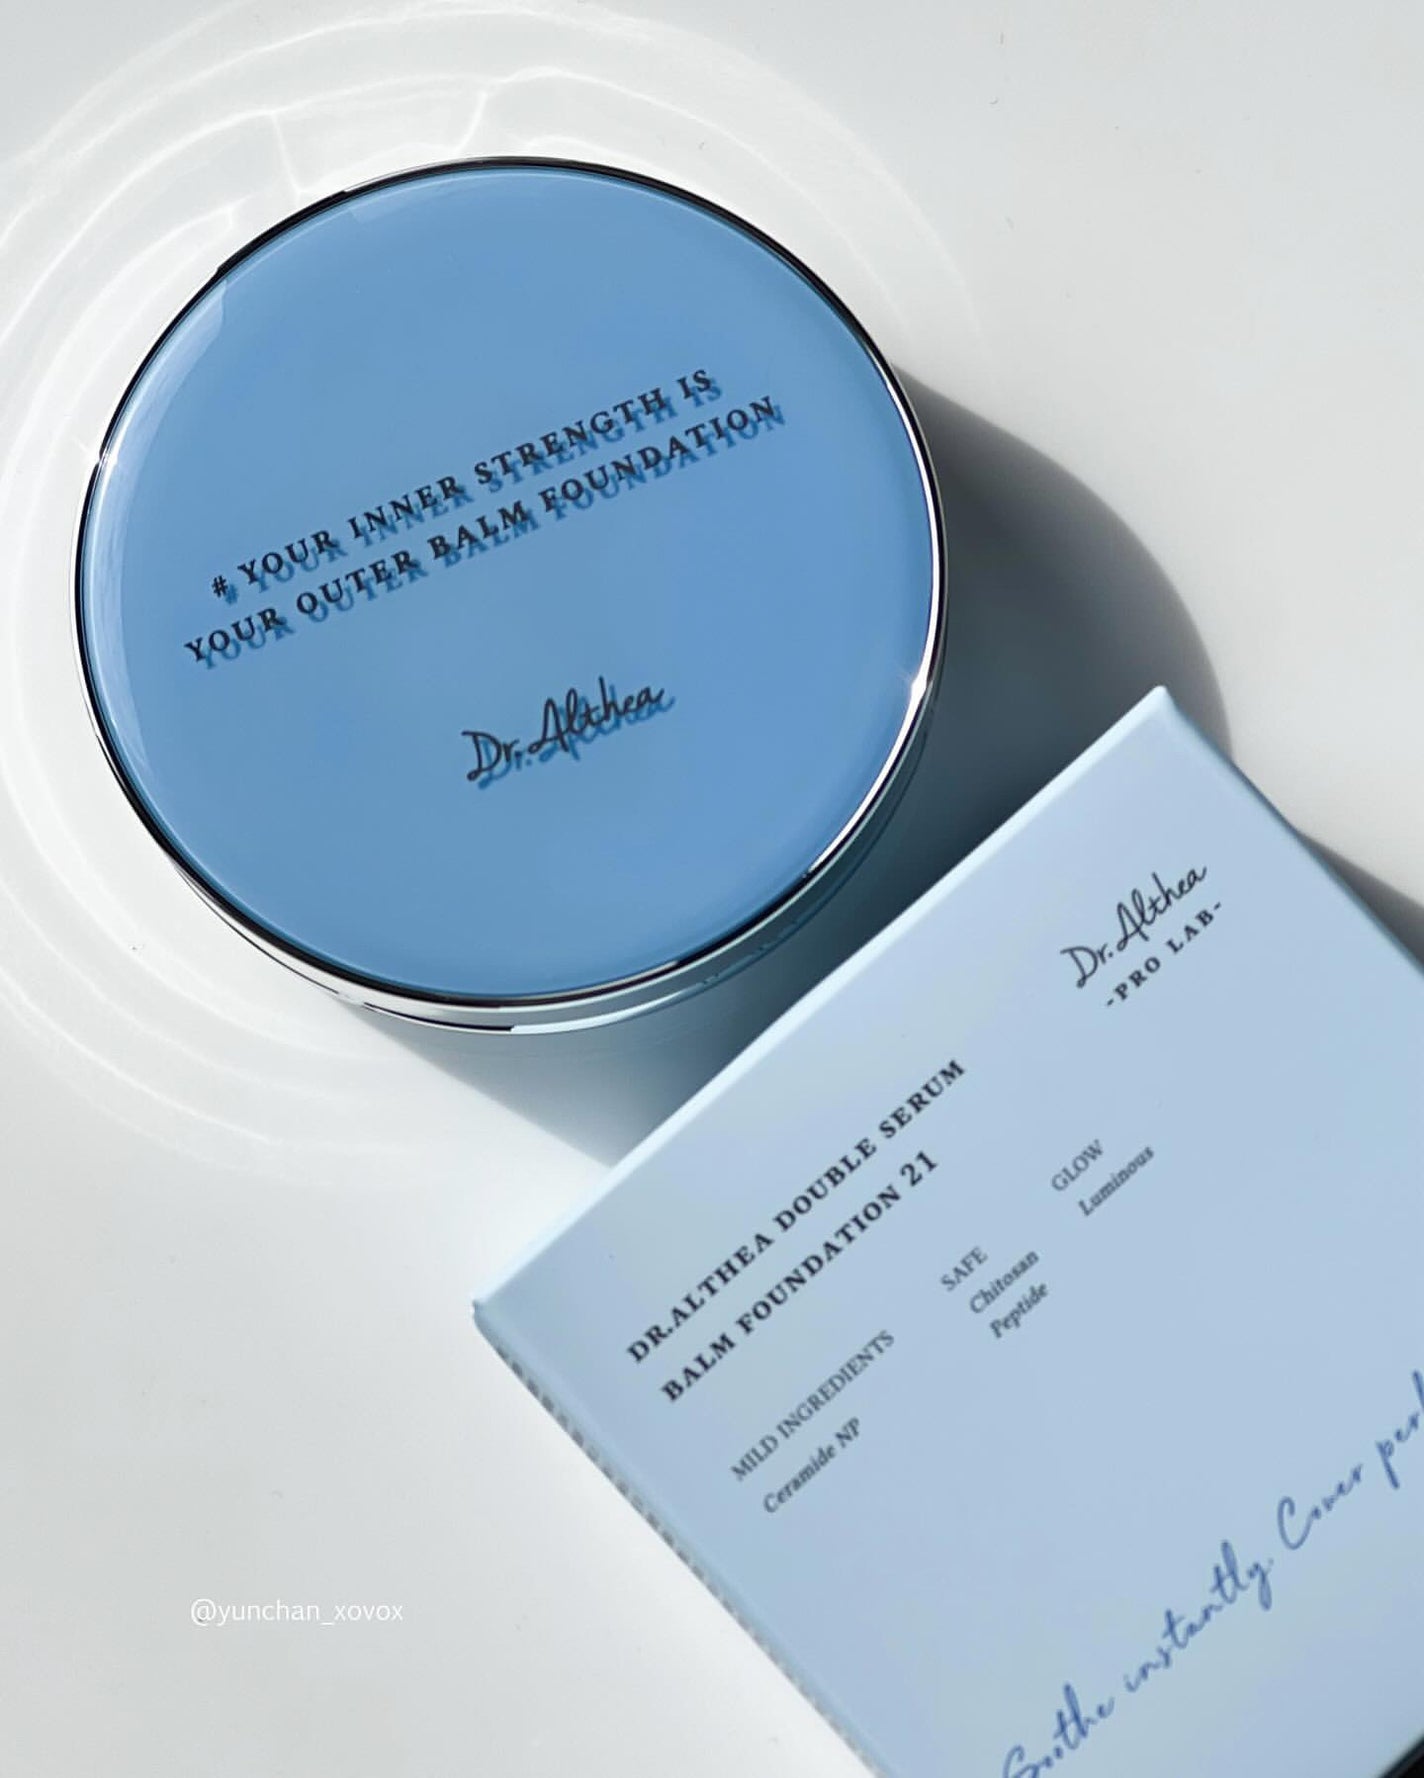 # YOUR INNER STRENGTH IS
YOUR OUTER BALM FOUNDATION
Dr.Althea
Dr.Althea
-PRO LAB-
DR.ALTHEA DOUBLE SERUM
BALM FOUNDATION 21
MILD INGREDIENTS
Ceramide NP
SAFE
Chitosan
Peptide
GLOW
Luminous
Soothe instantly, Cover
@yunchan_xovox